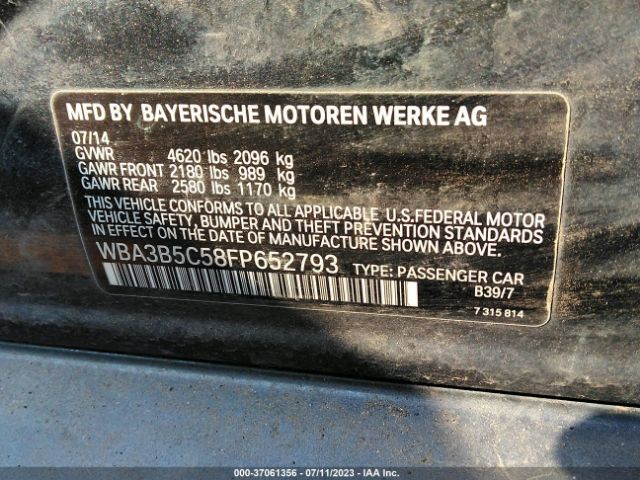 MFD BY BAYERISCHE MOTOREN WERKE AG
07/14
GVWR 4620 lbs 2096 kg
GAWR FRONT 2180 lbs 989 kg
GAWR REAR 2580 lbs 1170 kg
THIS VEHICLE CONFORMS TO ALL APPLICABLE U.S.FEDERAL MOTOR
VEHICLE SAFETY, BUMPER AND THEFT PREVENTION STANDARDS
IN EFFECT ON THE DATE OF MANUFACTURE SHOWN ABOVE.
WBA3B5C58FP652793 TYPE: PASSENGER CAR
B39/7
7 315 814
000-37061356 - 07/11/2023 - IAA Inc.